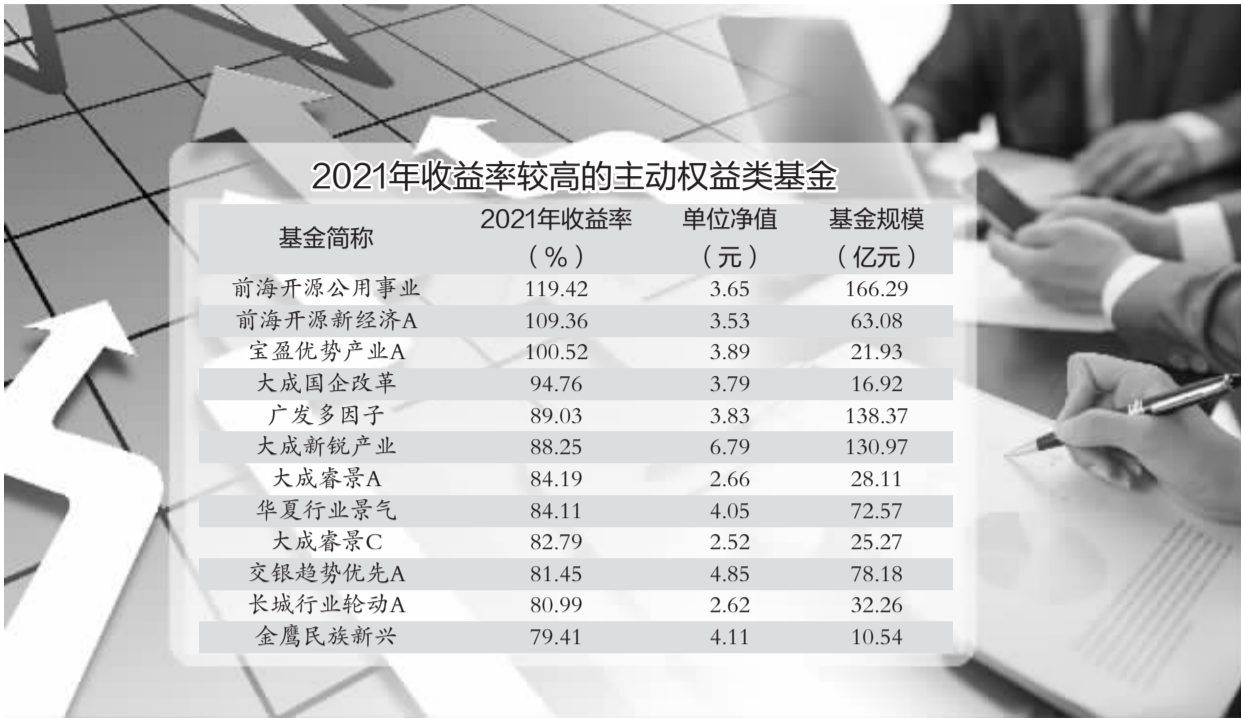 2021年收益率较高的主动权益类基金
基金简称 2021年收益率（%） 单位净值（元） 基金规模（亿元）
前海开源公用事业 119.42 3.65 166.29
前海开源新经济A 109.36 3.53 63.08
宝盈优势产业A 100.52 3.89 21.93
大成国企改革 94.76 3.79 16.92
广发多因子 89.03 3.83 138.37
大成新锐产业 88.25 6.79 130.97
大成睿景A 84.19 2.66 28.11
华夏行业景气 84.11 4.05 72.57
大成睿景C 82.79 2.52 25.27
交银趋势优先A 81.45 4.85 78.18
长城行业轮动A 80.99 2.62 32.26
金鹰民族新兴 79.41 4.11 10.54